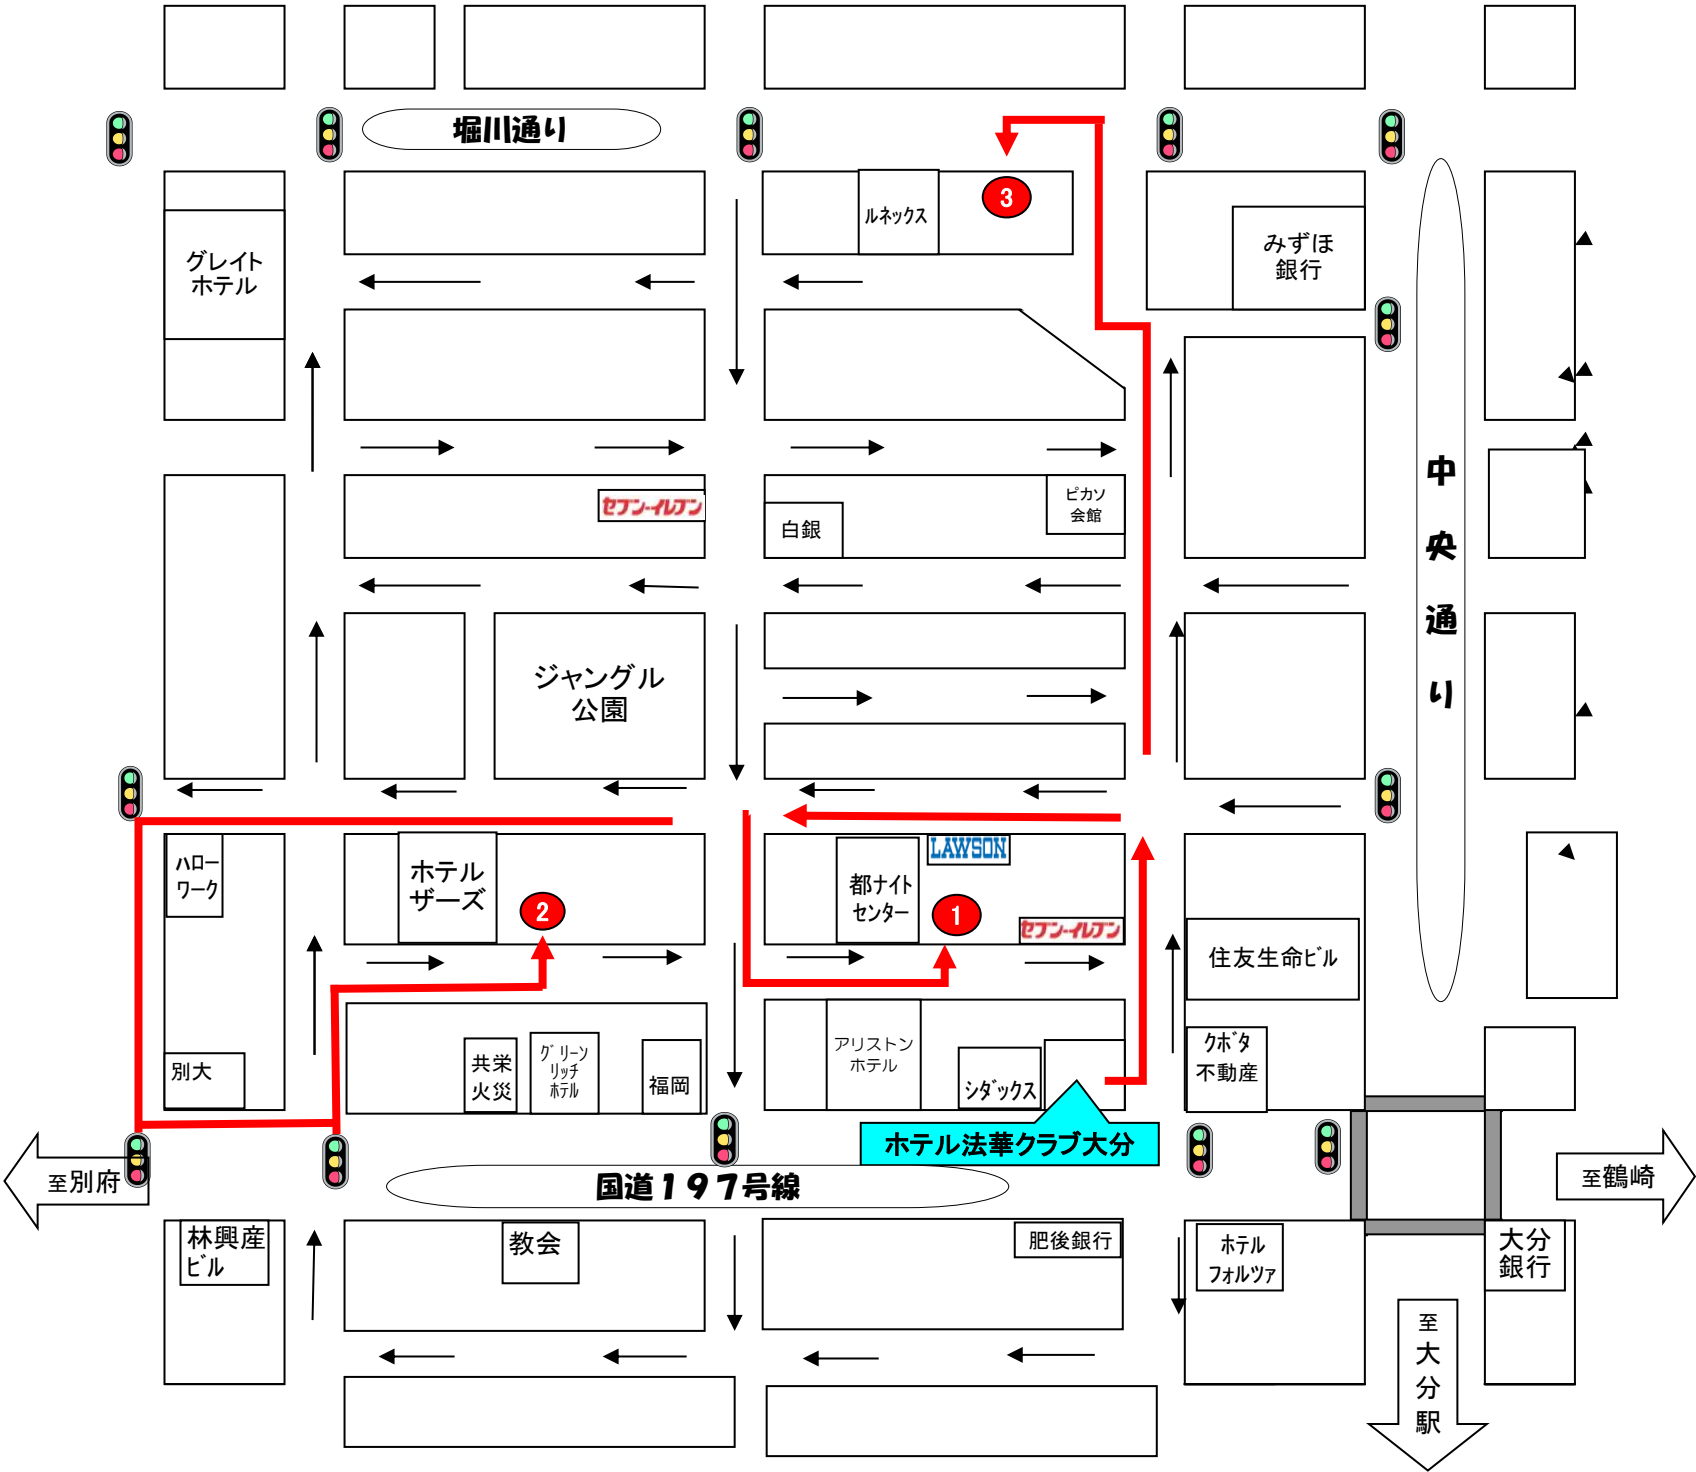 堀川通り
ルネックス
3
みずほ
銀行
グレイト
ホテル
中央通り
セブン-イレブン
白銀
ピカソ
会館
ジャングル
公園
ハロー
ワーク
ホテル
ザーズ
2
都ナイト
センター
LAWSON
1
セブン-イレブン
住友生命ビル
別大
共栄
火災
グリーン
リッチ
ホテル
福岡
アリストン
ホテル
シダックス
クボタ
不動産
ホテル法華クラブ大分
至別府
国道197号線
至鶴崎
林興産
ビル
教会
肥後銀行
ホテル
フォルツァ
大分
銀行
至大分駅